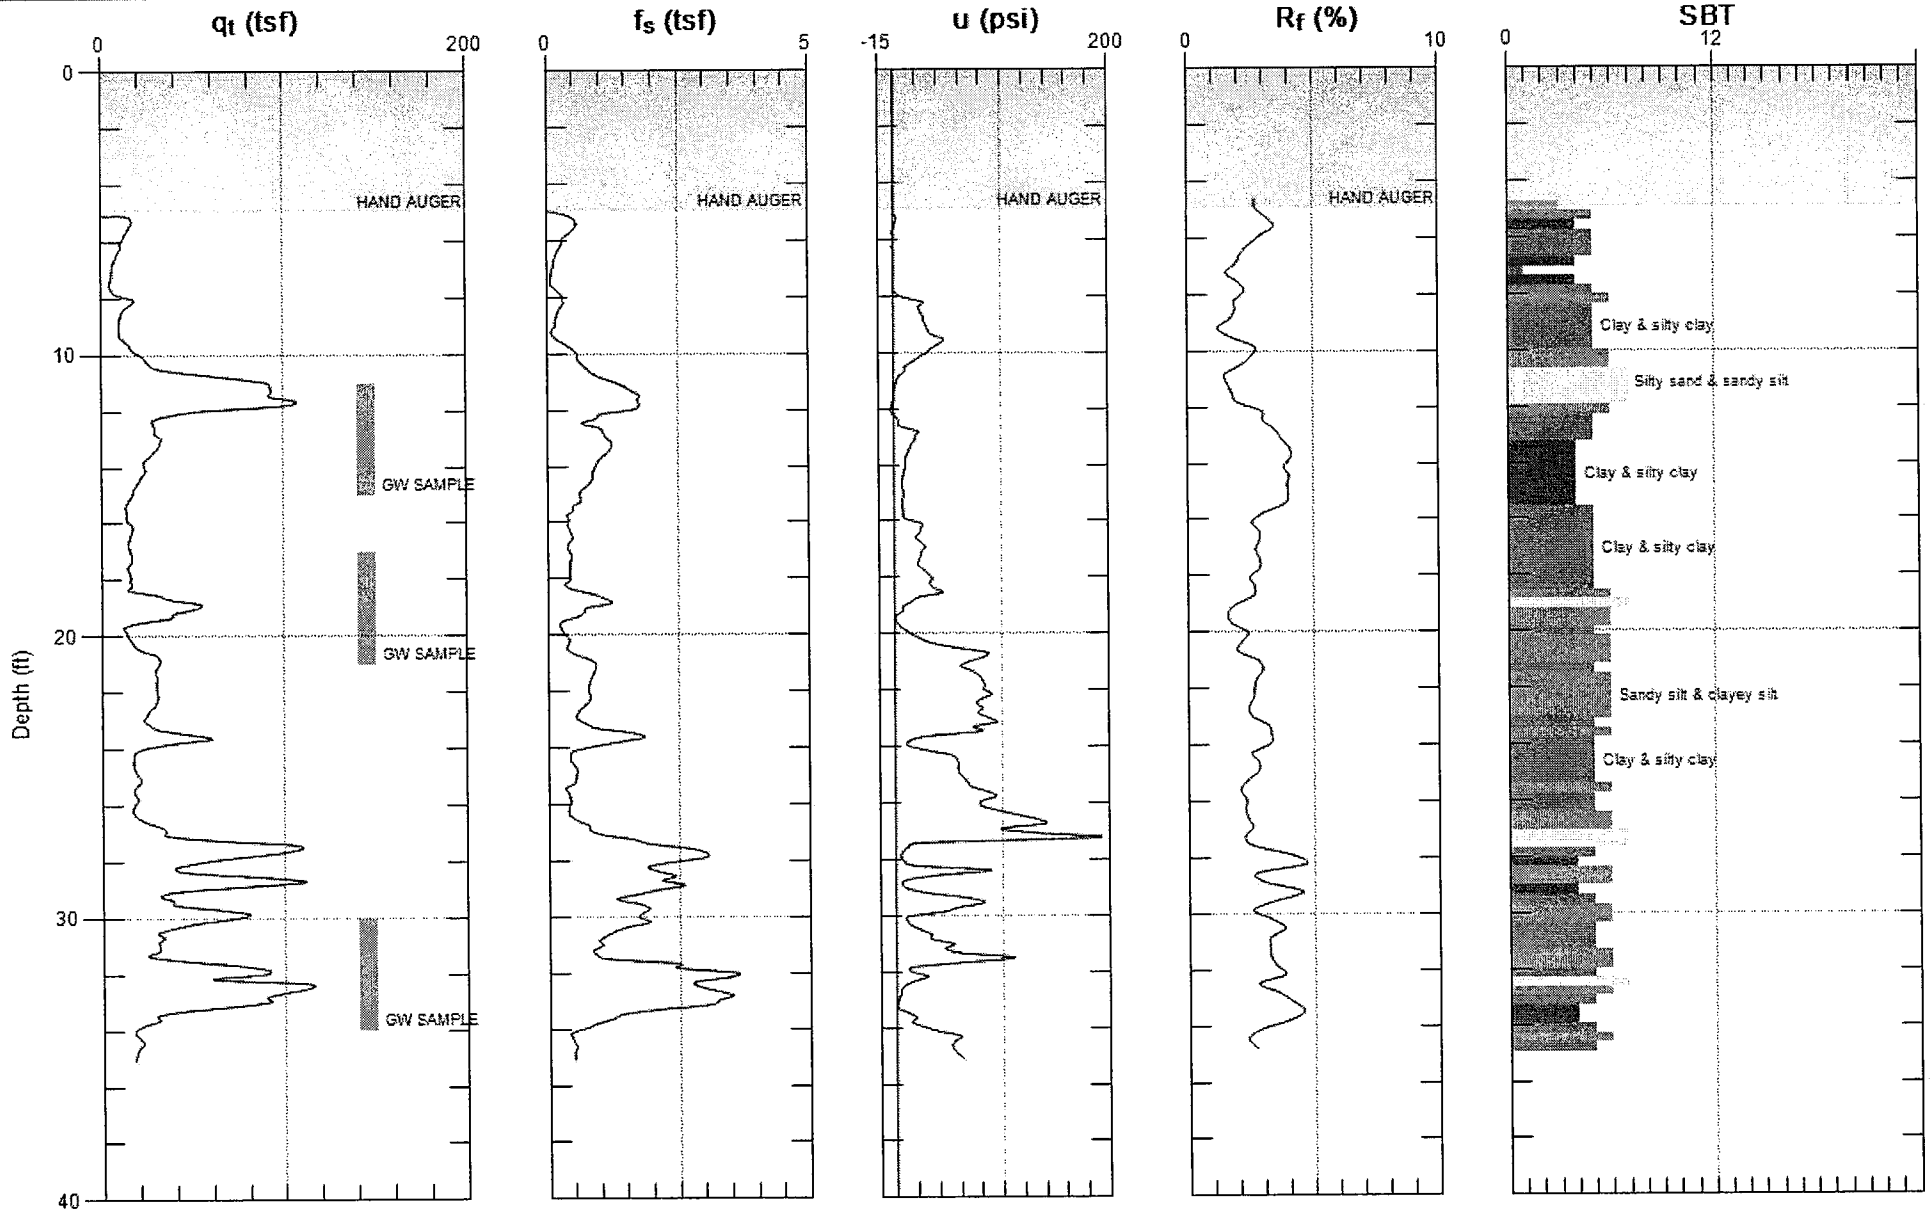 qt (tsf)
fs (tsf)
u (psi)
Rf (%)
SBT
0 200
0 5
-15 200
0 10
0 12
0
HAND AUGER
HAND AUGER
HAND AUGER
HAND AUGER
Clay & silty clay
10
Silty sand & sandy silt
Clay & silty clay
GW SAMPLE
Clay & silty clay
20
GW SAMPLE
Depth (ft)
Sandy silt & clayey silt
Clay & silty clay
30
GW SAMPLE
40